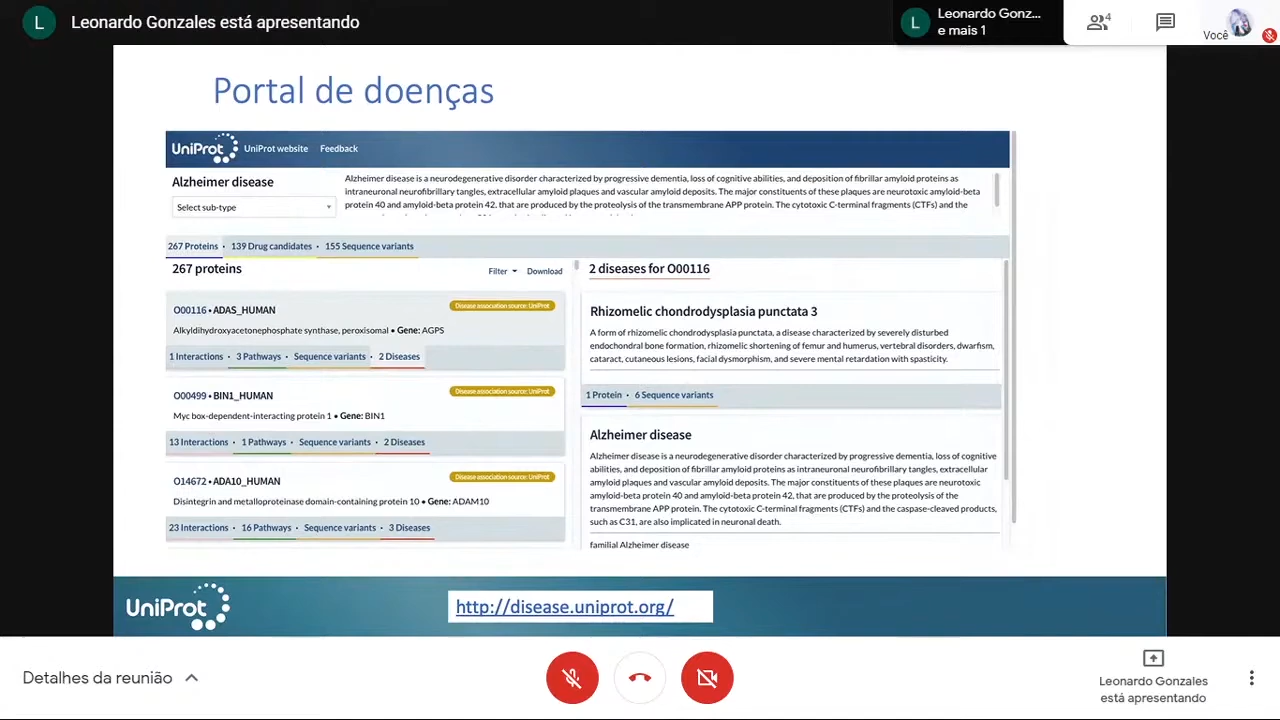 L
Leonardo Gonzales está apresentando
L
Leonardo Gonz...
e mais 1
4
Você
Portal de doenças
UniProt
UniProt website
Feedback
Alzheimer disease
Select sub-type
Alzheimer disease is a neurodegenerative disorder characterized by progressive dementia, loss of cognitive abilities, and deposition of fibrillar amyloid proteins as
intraneuronal neurofibrillary tangles, extracellular amyloid plaques and vascular amyloid deposits. The major constituents of these plaques are neurotoxic amyloid-beta
protein 40 and amyloid-beta protein 42, that are produced by the proteolysis of the transmembrane APP protein. The cytotoxic C-terminal fragments (CTFs) and the
267 Proteins • 139 Drug candidates • 155 Sequence variants
267 proteins
Filter
Download
O00116 • ADAS_HUMAN
Disease association source: UniProt
Alkyldihydroxyacetonephosphate synthase, peroxisomal • Gene: AGPS
1 Interactions • 3 Pathways • Sequence variants • 2 Diseases
O00499 • BIN1_HUMAN
Disease association source: UniProt
Myc box-dependent-interacting protein 1 • Gene: BIN1
13 Interactions • 1 Pathways • Sequence variants • 2 Diseases
O14672 • ADA10_HUMAN
Disease association source: UniProt
Disintegrin and metalloproteinase domain-containing protein 10 • Gene: ADAM10
23 Interactions • 16 Pathways • Sequence variants • 3 Diseases
2 diseases for O00116
Rhizomelic chondrodysplasia punctata 3
A form of rhizomelic chondrodysplasia punctata, a disease characterized by severely disturbed
endochondral bone formation, rhizomelic shortening of femur and humerus, vertebral disorders, dwarfism,
cataract, cutaneous lesions, facial dysmorphism, and severe mental retardation with spasticity.
1 Protein • 6 Sequence variants
Alzheimer disease
Alzheimer disease is a neurodegenerative disorder characterized by progressive dementia, loss of cognitive
abilities, and deposition of fibrillar amyloid proteins as intraneuronal neurofibrillary tangles, extracellular
amyloid plaques and vascular amyloid deposits. The major constituents of these plaques are neurotoxic
amyloid-beta protein 40 and amyloid-beta protein 42, that are produced by the proteolysis of the
transmembrane APP protein. The cytotoxic C-terminal fragments (CTFs) and the caspase-cleaved products,
such as C31, are also implicated in neuronal death.
familial Alzheimer disease
UniProt
http://disease.uniprot.org/
Detalhes da reunião
Leonardo Gonzales
está apresentando